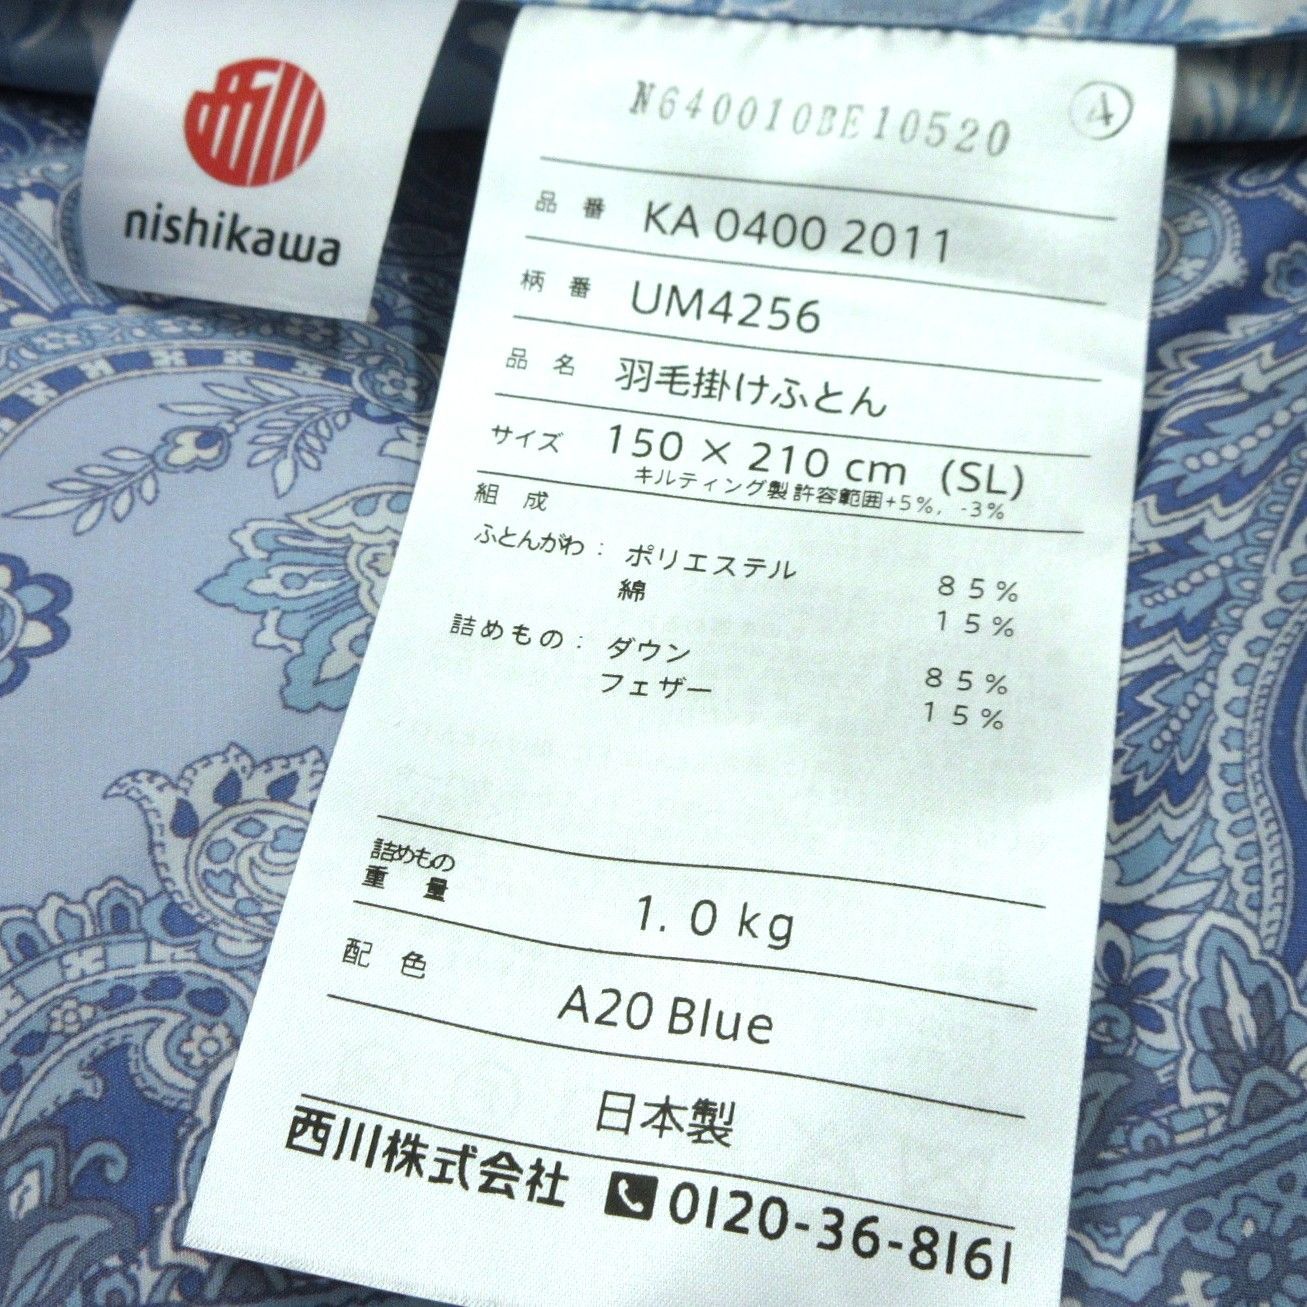 nishikawa
N640010BE10520 A
品番 KA 0400 2011
柄番 UM4256
品名 羽毛掛けふとん
サイズ 150 × 210 cm (SL)
キルティング製 許容範囲+5%, -3%
組成
ふとんがわ: ポリエステル 85%
綿 15%
詰めもの: ダウン 85%
フェザー 15%
詰めもの
重量 1.0 kg
配色 A20 Blue
日本製
西川株式会社 0120-36-8161